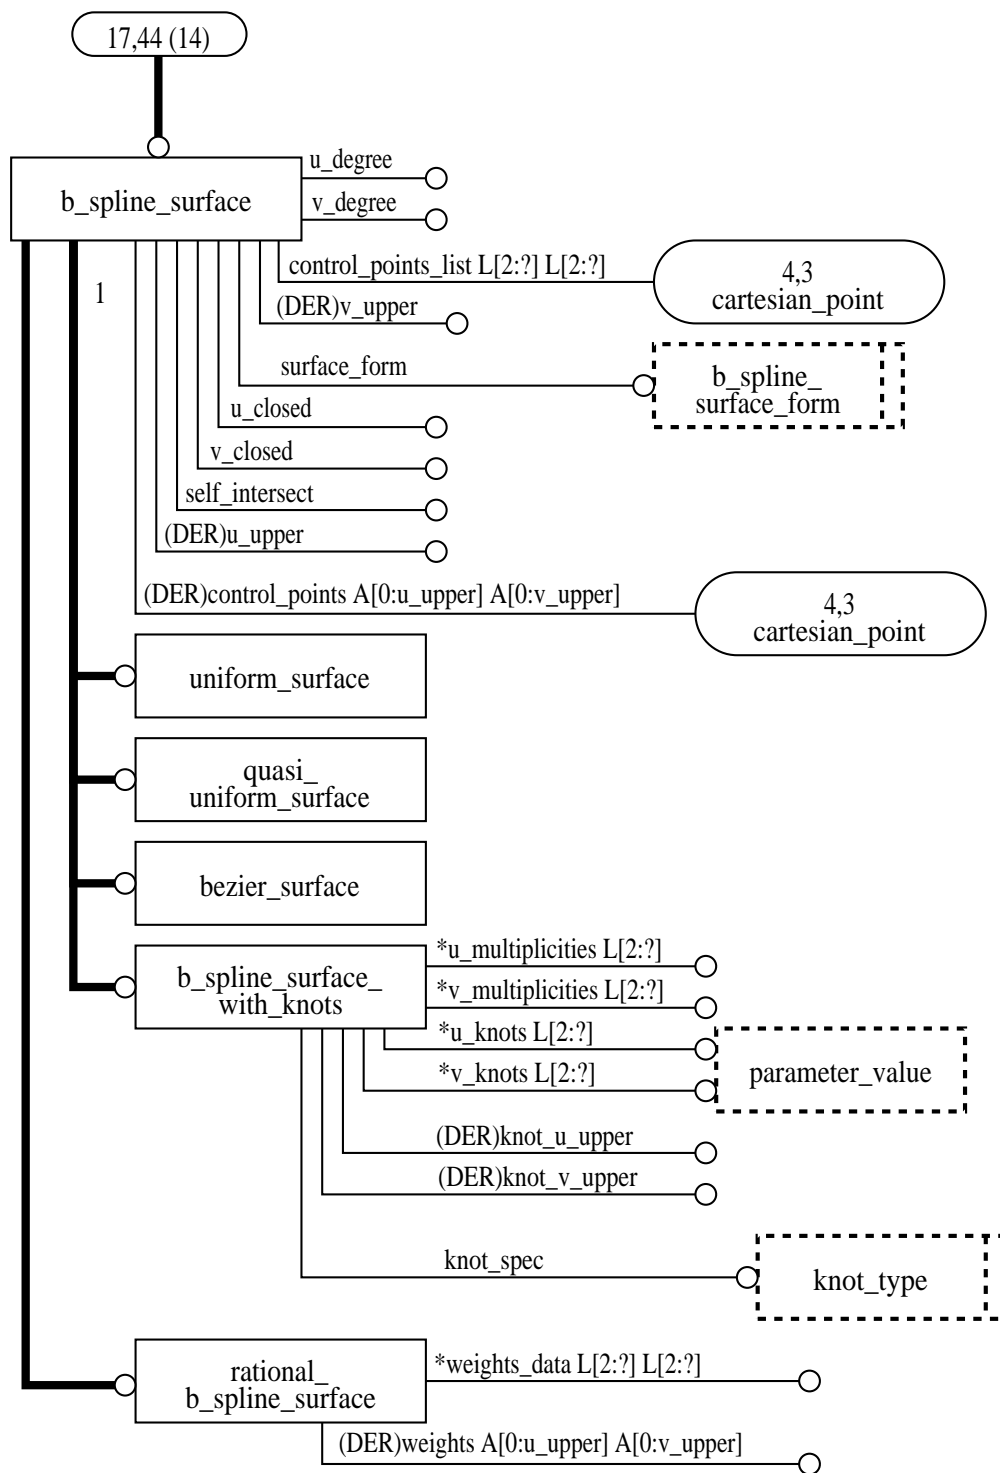 17,44 (14)
u_degree
b_spline_surface
v_degree
control_points_list L[2:?] L[2:?]
4,3
cartesian_point
1
(DER)v_upper
surface_form
b_spline_
surface_form
u_closed
v_closed
self_intersect
(DER)u_upper
(DER)control_points A[0:u_upper] A[0:v_upper]
4,3
cartesian_point
uniform_surface
quasi_
uniform_surface
bezier_surface
b_spline_surface_
with_knots
*u_multiplicities L[2:?]
*v_multiplicities L[2:?]
*u_knots L[2:?]
*v_knots L[2:?]
parameter_value
(DER)knot_u_upper
(DER)knot_v_upper
knot_spec
knot_type
rational_
b_spline_surface
*weights_data L[2:?] L[2:?]
(DER)weights A[0:u_upper] A[0:v_upper]